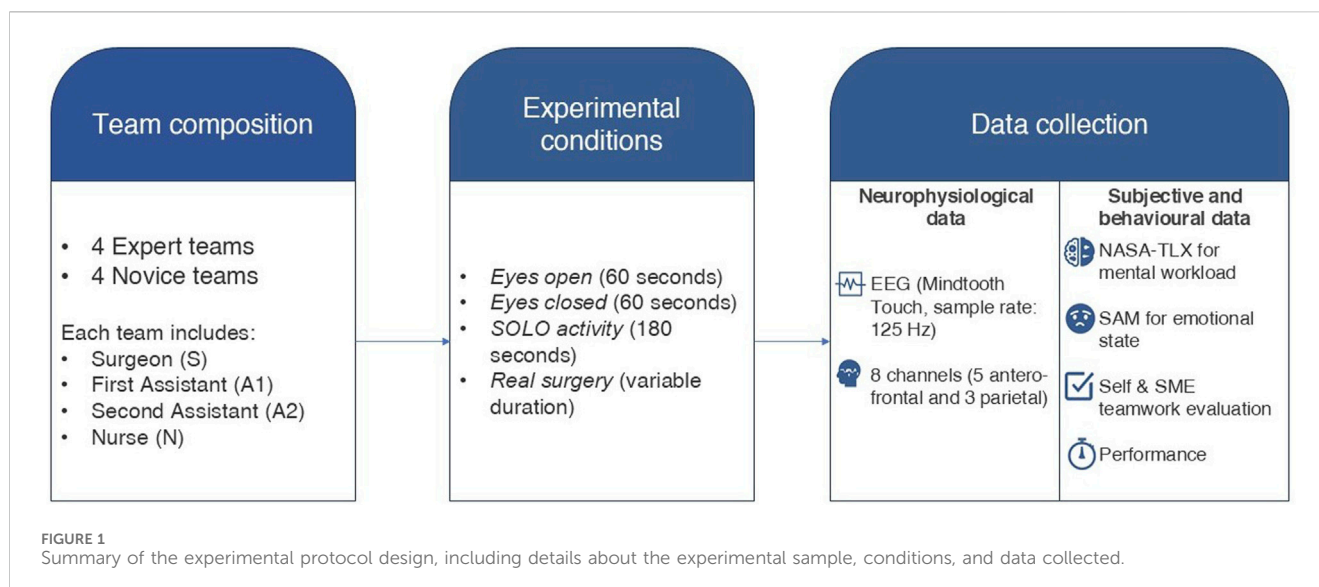 Team composition
• 4 Expert teams
• 4 Novice teams
Each team includes:
• Surgeon (S)
• First Assistant (A1)
• Second Assistant (A2)
• Nurse (N)
Experimental
conditions
• Eyes open (60 seconds)
• Eyes closed (60 seconds)
• SOLO activity (180
seconds)
• Real surgery (variable
duration)
Data collection
Neurophysiological
data
EEG (Mindtooth
Touch, sample rate:
125 Hz)
8 channels (5 antero-
frontal and 3 parietal)
Subjective and
behavioural data
NASA-TLX for
mental workload
SAM for emotional
state
Self & SME
teamwork evaluation
Performance
FIGURE 1
Summary of the experimental protocol design, including details about the experimental sample, conditions, and data collected.